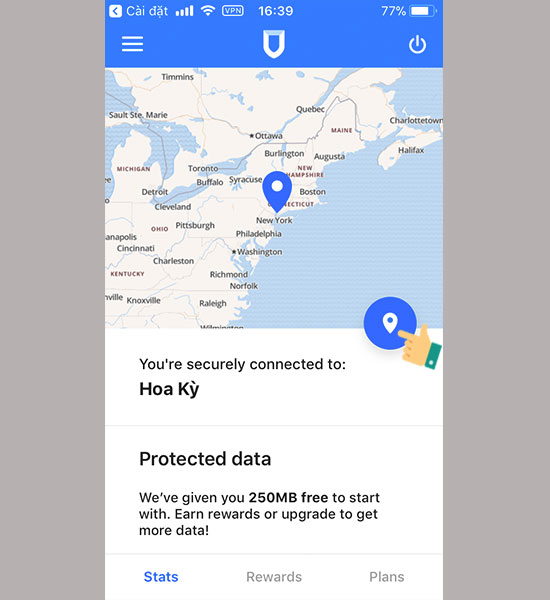 Cài đặt VPN 16:39 77%
Timmins
Quebec
Sault Ste. Marie
Charlottetown
Ottawa
MAINE
Halifax
Burlington
Augusta
MICHIGAN
Toronto
NEW
HAMPSHIRE
Buffalo
Syracuse
Detroit
Boston
Cleveland
CONNECTICUT
New York
OHIO
Pittsburgh
Philadelphia
anapolis
Cincinnati
Washington
Charleston
KENTUCKY
Richmond
Norfolk
ville
Knoxville
Raleigh
Wilmington
You're securely connected to:
Hoa Kỳ
Protected data
We've given you 250MB free to start
with. Earn rewards or upgrade to get
more data!
Stats Rewards Plans